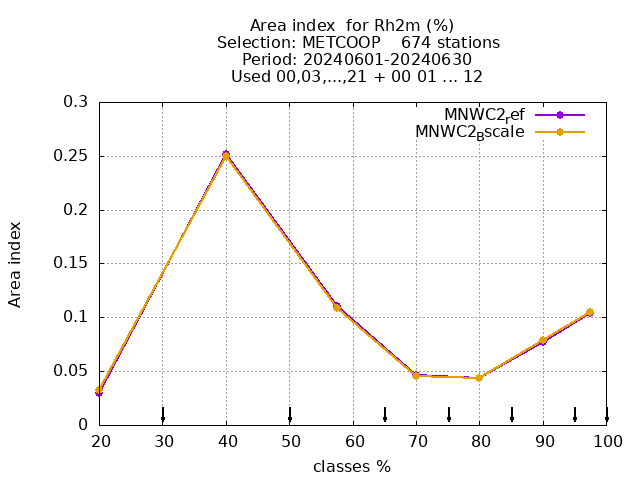 Area index  for Rh2m (%)
Selection: METCOOP    674 stations
Period: 20240601-20240630
Used 00,03,...,21 + 00 01 ... 12
MNWC2ref
MNWC2Bscale
0.3
0.25
0.2
0.15
0.1
0.05
0
Area index
20 30 40 50 60 70 80 90 100
classes %